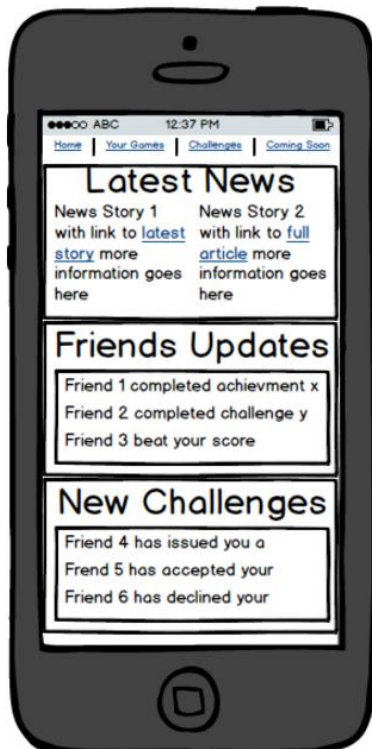 ABC 12:37 PM
Home Your Games Challenges Coming Soon
Latest News
News Story 1
with link to latest
story more
information goes
here
News Story 2
with link to full
article more
information goes
here
Friends Updates
Friend 1 completed achievment x
Friend 2 completed challenge y
Friend 3 beat your score
New Challenges
Friend 4 has issued you a
Frend 5 has accepted your
Friend 6 has declined your